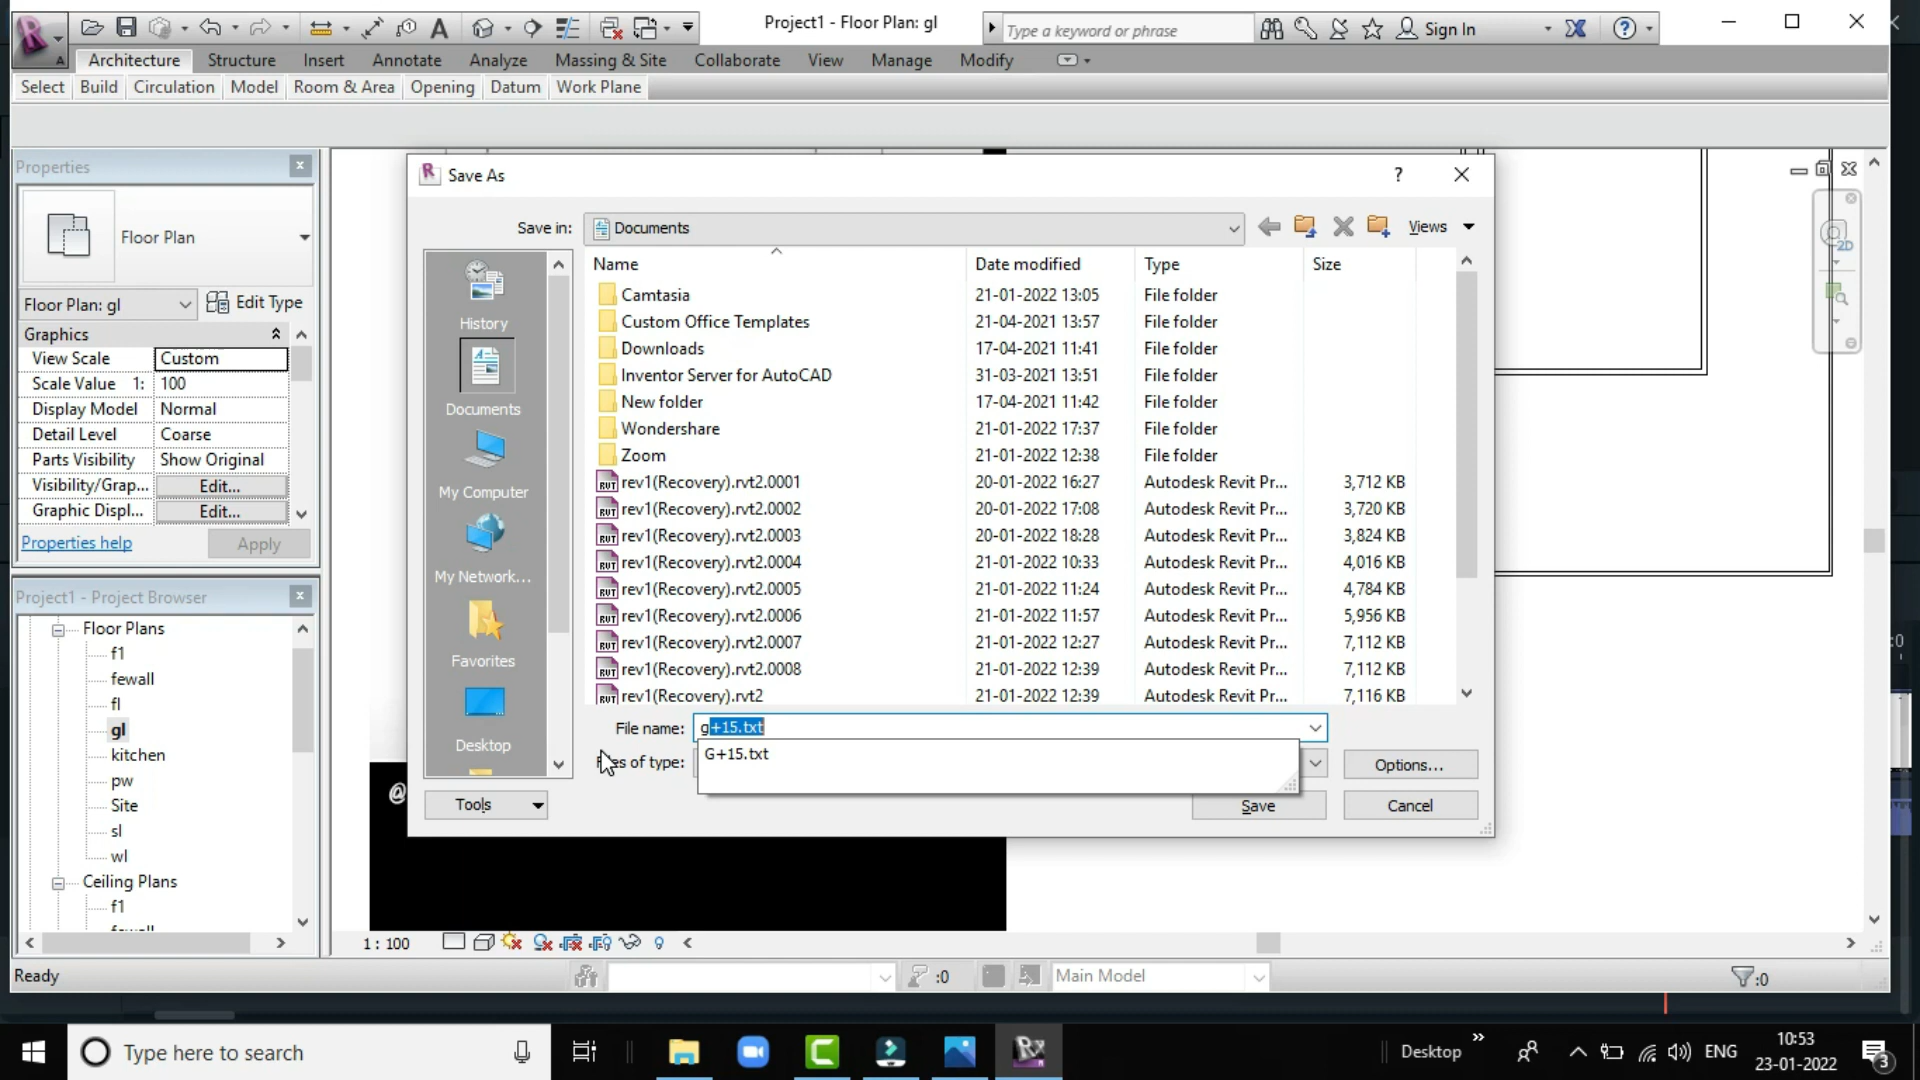 Project1 - Floor Plan: gl
Type a keyword or phrase
Sign In
Architecture Structure Insert Annotate Analyze Massing & Site Collaborate View Manage Modify
Select Build Circulation Model Room & Area Opening Datum Work Plane
Properties
Floor Plan
Floor Plan: gl Edit Type
Graphics
View Scale Custom
Scale Value 1: 100
Display Model Normal
Detail Level Coarse
Parts Visibility Show Original
Visibility/Grap... Edit...
Graphic Displ... Edit...
Properties help Apply
Project1 - Project Browser
Floor Plans
f1
fewall
fl
gl
kitchen
pw
Site
sl
wl
Ceiling Plans
f1
fewall
Save As
Save in: Documents Views
History
Documents
My Computer
My Network...
Favorites
Desktop
Name Date modified Type Size
Camtasia 21-01-2022 13:05 File folder
Custom Office Templates 21-04-2021 13:57 File folder
Downloads 17-04-2021 11:41 File folder
Inventor Server for AutoCAD 31-03-2021 13:51 File folder
New folder 17-04-2021 11:42 File folder
Wondershare 21-01-2022 17:37 File folder
Zoom 21-01-2022 12:38 File folder
rev1(Recovery).rvt2.0001 20-01-2022 16:27 Autodesk Revit Pr... 3,712 KB
rev1(Recovery).rvt2.0002 20-01-2022 17:08 Autodesk Revit Pr... 3,720 KB
rev1(Recovery).rvt2.0003 20-01-2022 18:28 Autodesk Revit Pr... 3,824 KB
rev1(Recovery).rvt2.0004 21-01-2022 10:33 Autodesk Revit Pr... 4,016 KB
rev1(Recovery).rvt2.0005 21-01-2022 11:24 Autodesk Revit Pr... 4,784 KB
rev1(Recovery).rvt2.0006 21-01-2022 11:57 Autodesk Revit Pr... 5,956 KB
rev1(Recovery).rvt2.0007 21-01-2022 12:27 Autodesk Revit Pr... 7,112 KB
rev1(Recovery).rvt2.0008 21-01-2022 12:39 Autodesk Revit Pr... 7,112 KB
rev1(Recovery).rvt2 21-01-2022 12:39 Autodesk Revit Pr... 7,116 KB
File name: g+15.txt
G+15.txt
Files of type: Options...
Tools Save Cancel
@
1 : 100
Ready :0 Main Model :0
Type here to search Desktop ENG 10:53
23-01-2022
3